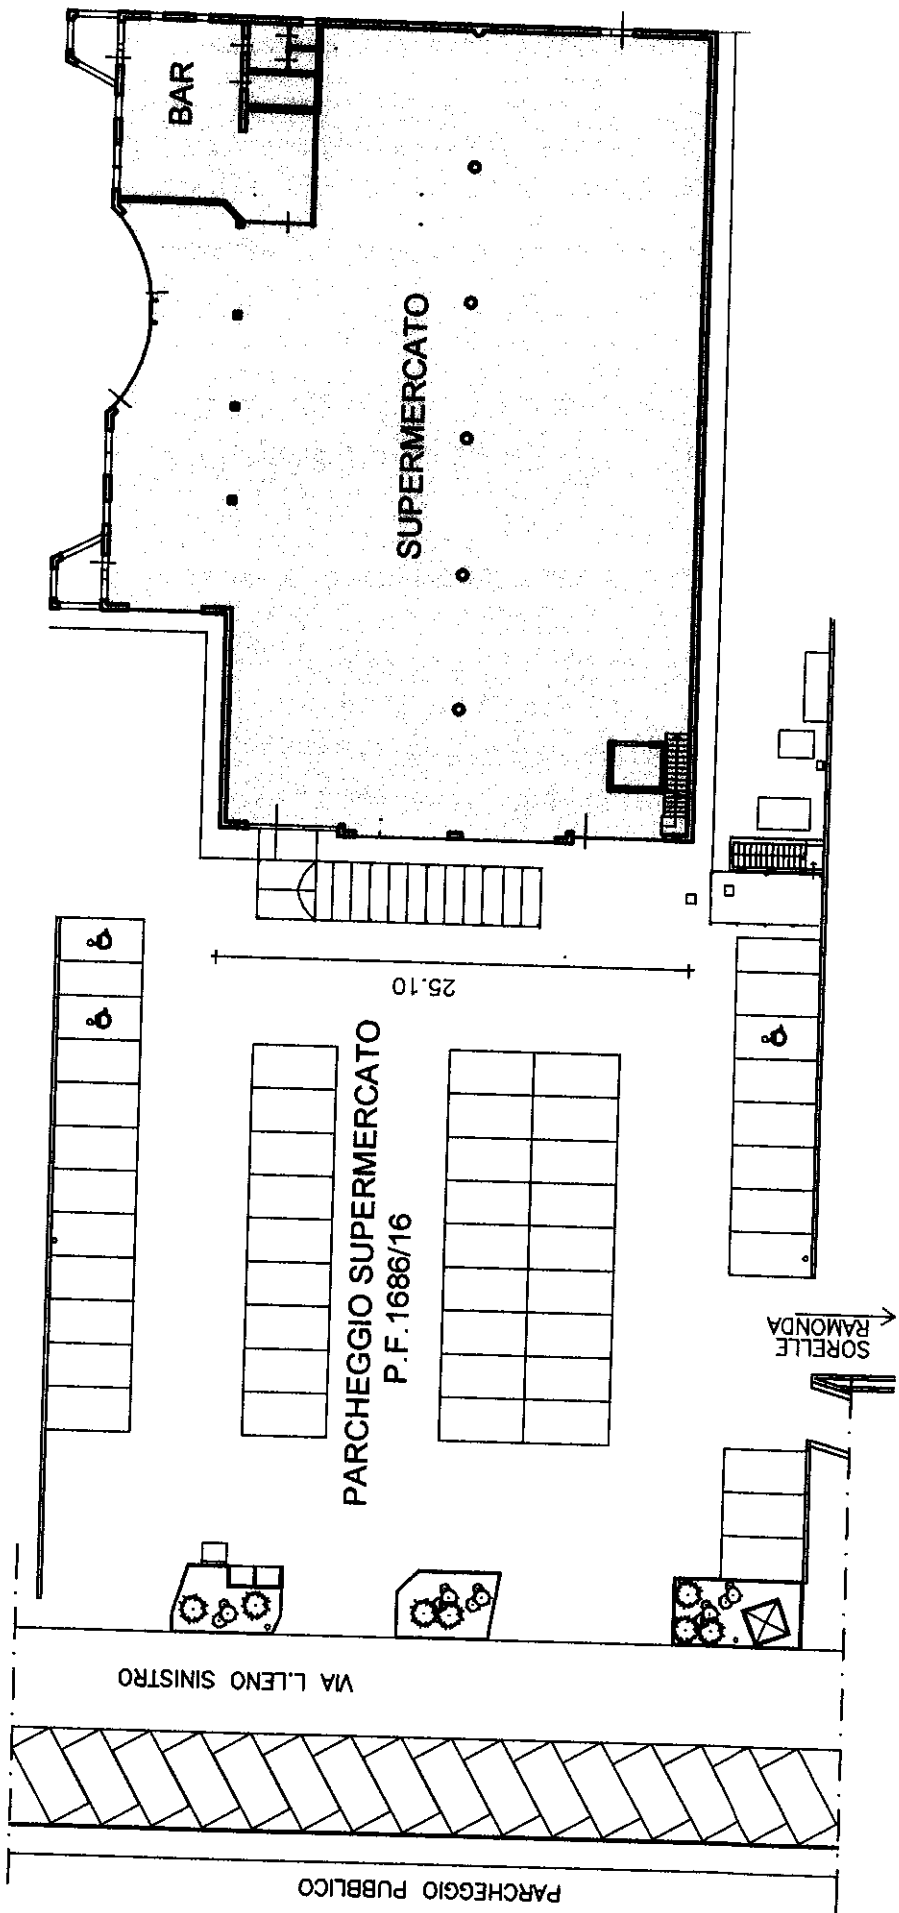 BAR
SUPERMERCATO
25.10
PARCHEGGIO SUPERMERCATO
P.F.1686/16
SORELLE
RAMONDA
VIA L.LENO SINISTRO
PARCHEGGIO PUBBLICO